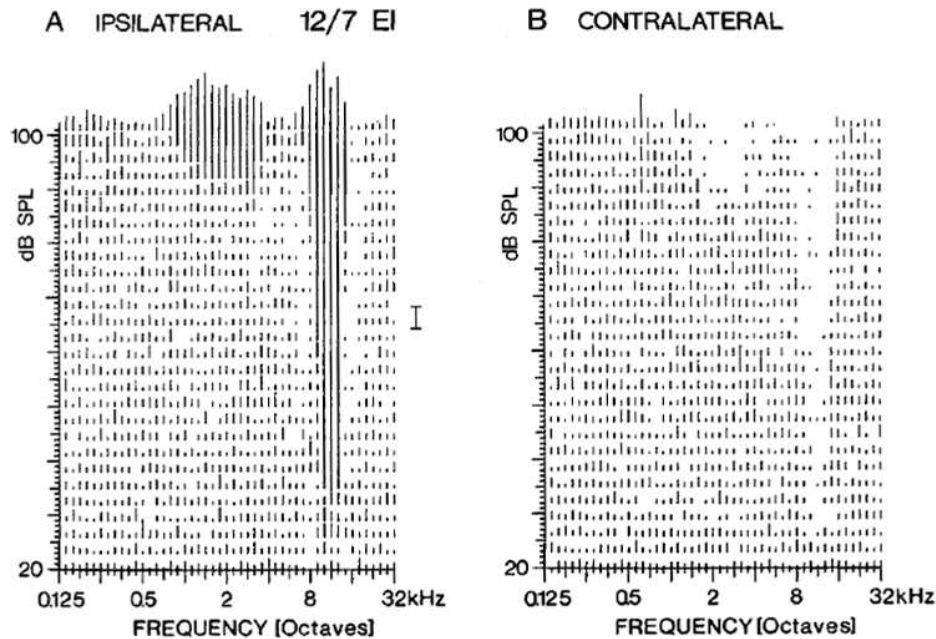 A IPSILATERAL 12/7 EI
100
dB SPL
20
0.125 0.5 2 8 32kHz
FREQUENCY [Octaves]
B CONTRALATERAL
100
dB SPL
20
0.125 0.5 2 8 32kHz
FREQUENCY [Octaves]